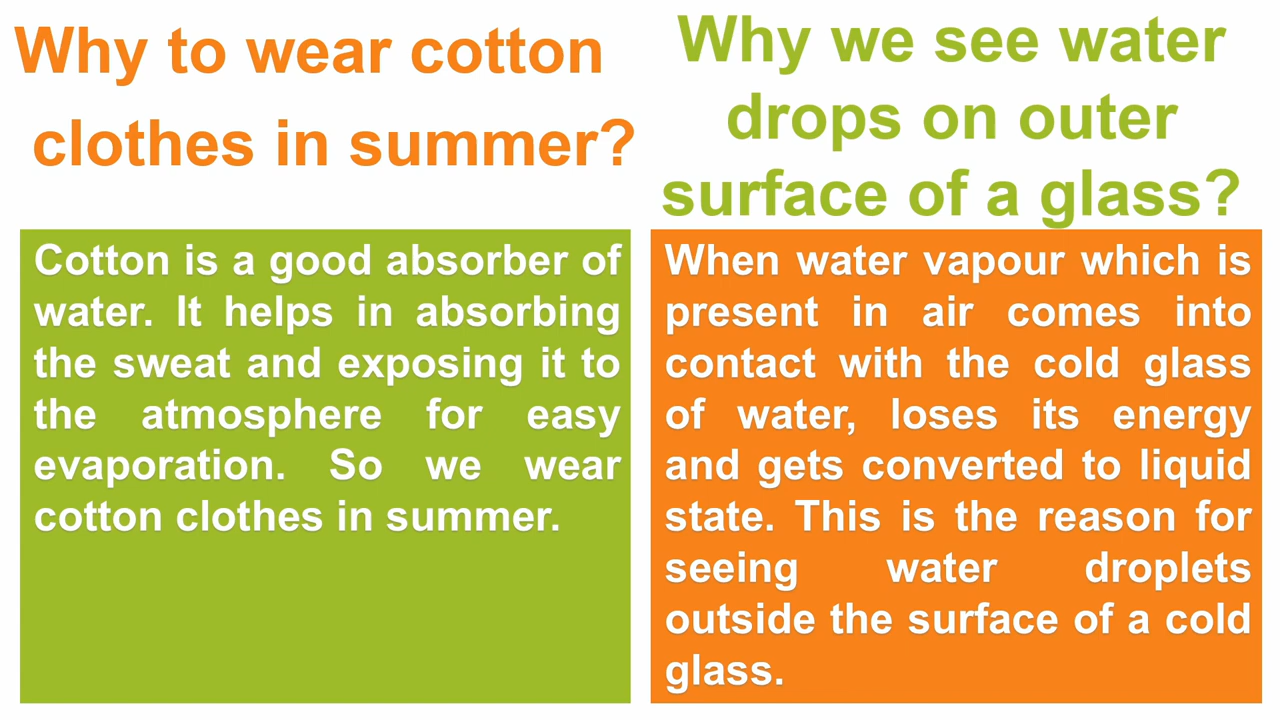 Why to wear cotton
clothes in summer?
Cotton is a good absorber of
water. It helps in absorbing
the sweat and exposing it to
the atmosphere for easy
evaporation. So we wear
cotton clothes in summer.
Why we see water
drops on outer
surface of a glass?
When water vapour which is
present in air comes into
contact with the cold glass
of water, loses its energy
and gets converted to liquid
state. This is the reason for
seeing water droplets
outside the surface of a cold
glass.